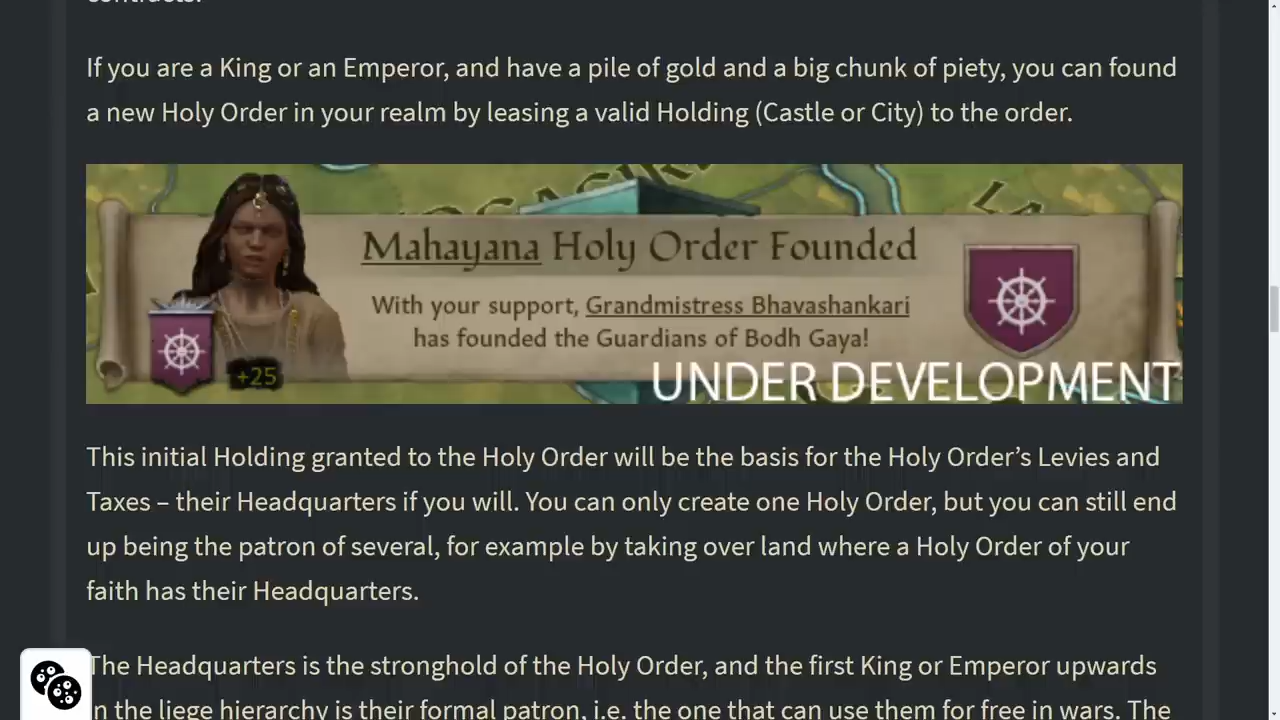 contracts.
If you are a King or an Emperor, and have a pile of gold and a big chunk of piety, you can found
a new Holy Order in your realm by leasing a valid Holding (Castle or City) to the order.
Mahayana Holy Order Founded
With your support, Grandmistress Bhavashankari
has founded the Guardians of Bodh Gaya!
+25
UNDER DEVELOPMENT
This initial Holding granted to the Holy Order will be the basis for the Holy Order’s Levies and
Taxes – their Headquarters if you will. You can only create one Holy Order, but you can still end
up being the patron of several, for example by taking over land where a Holy Order of your
faith has their Headquarters.
The Headquarters is the stronghold of the Holy Order, and the first King or Emperor upwards
in the liege hierarchy is their formal patron, i.e. the one that can use them for free in wars. The